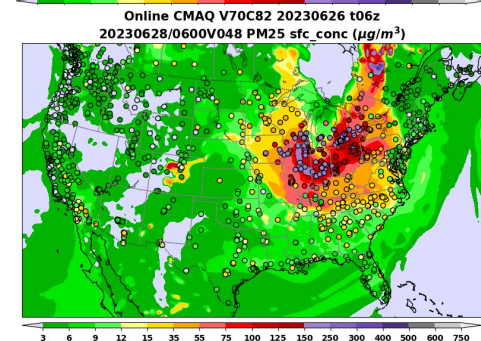 Online CMAQ V70C82 20230626 t06z
20230628/0600V048 PM25 sfc_conc (μg/m³)
3 6 9 12 15 35 55 75 100 125 150 250 300 400 500 600 750